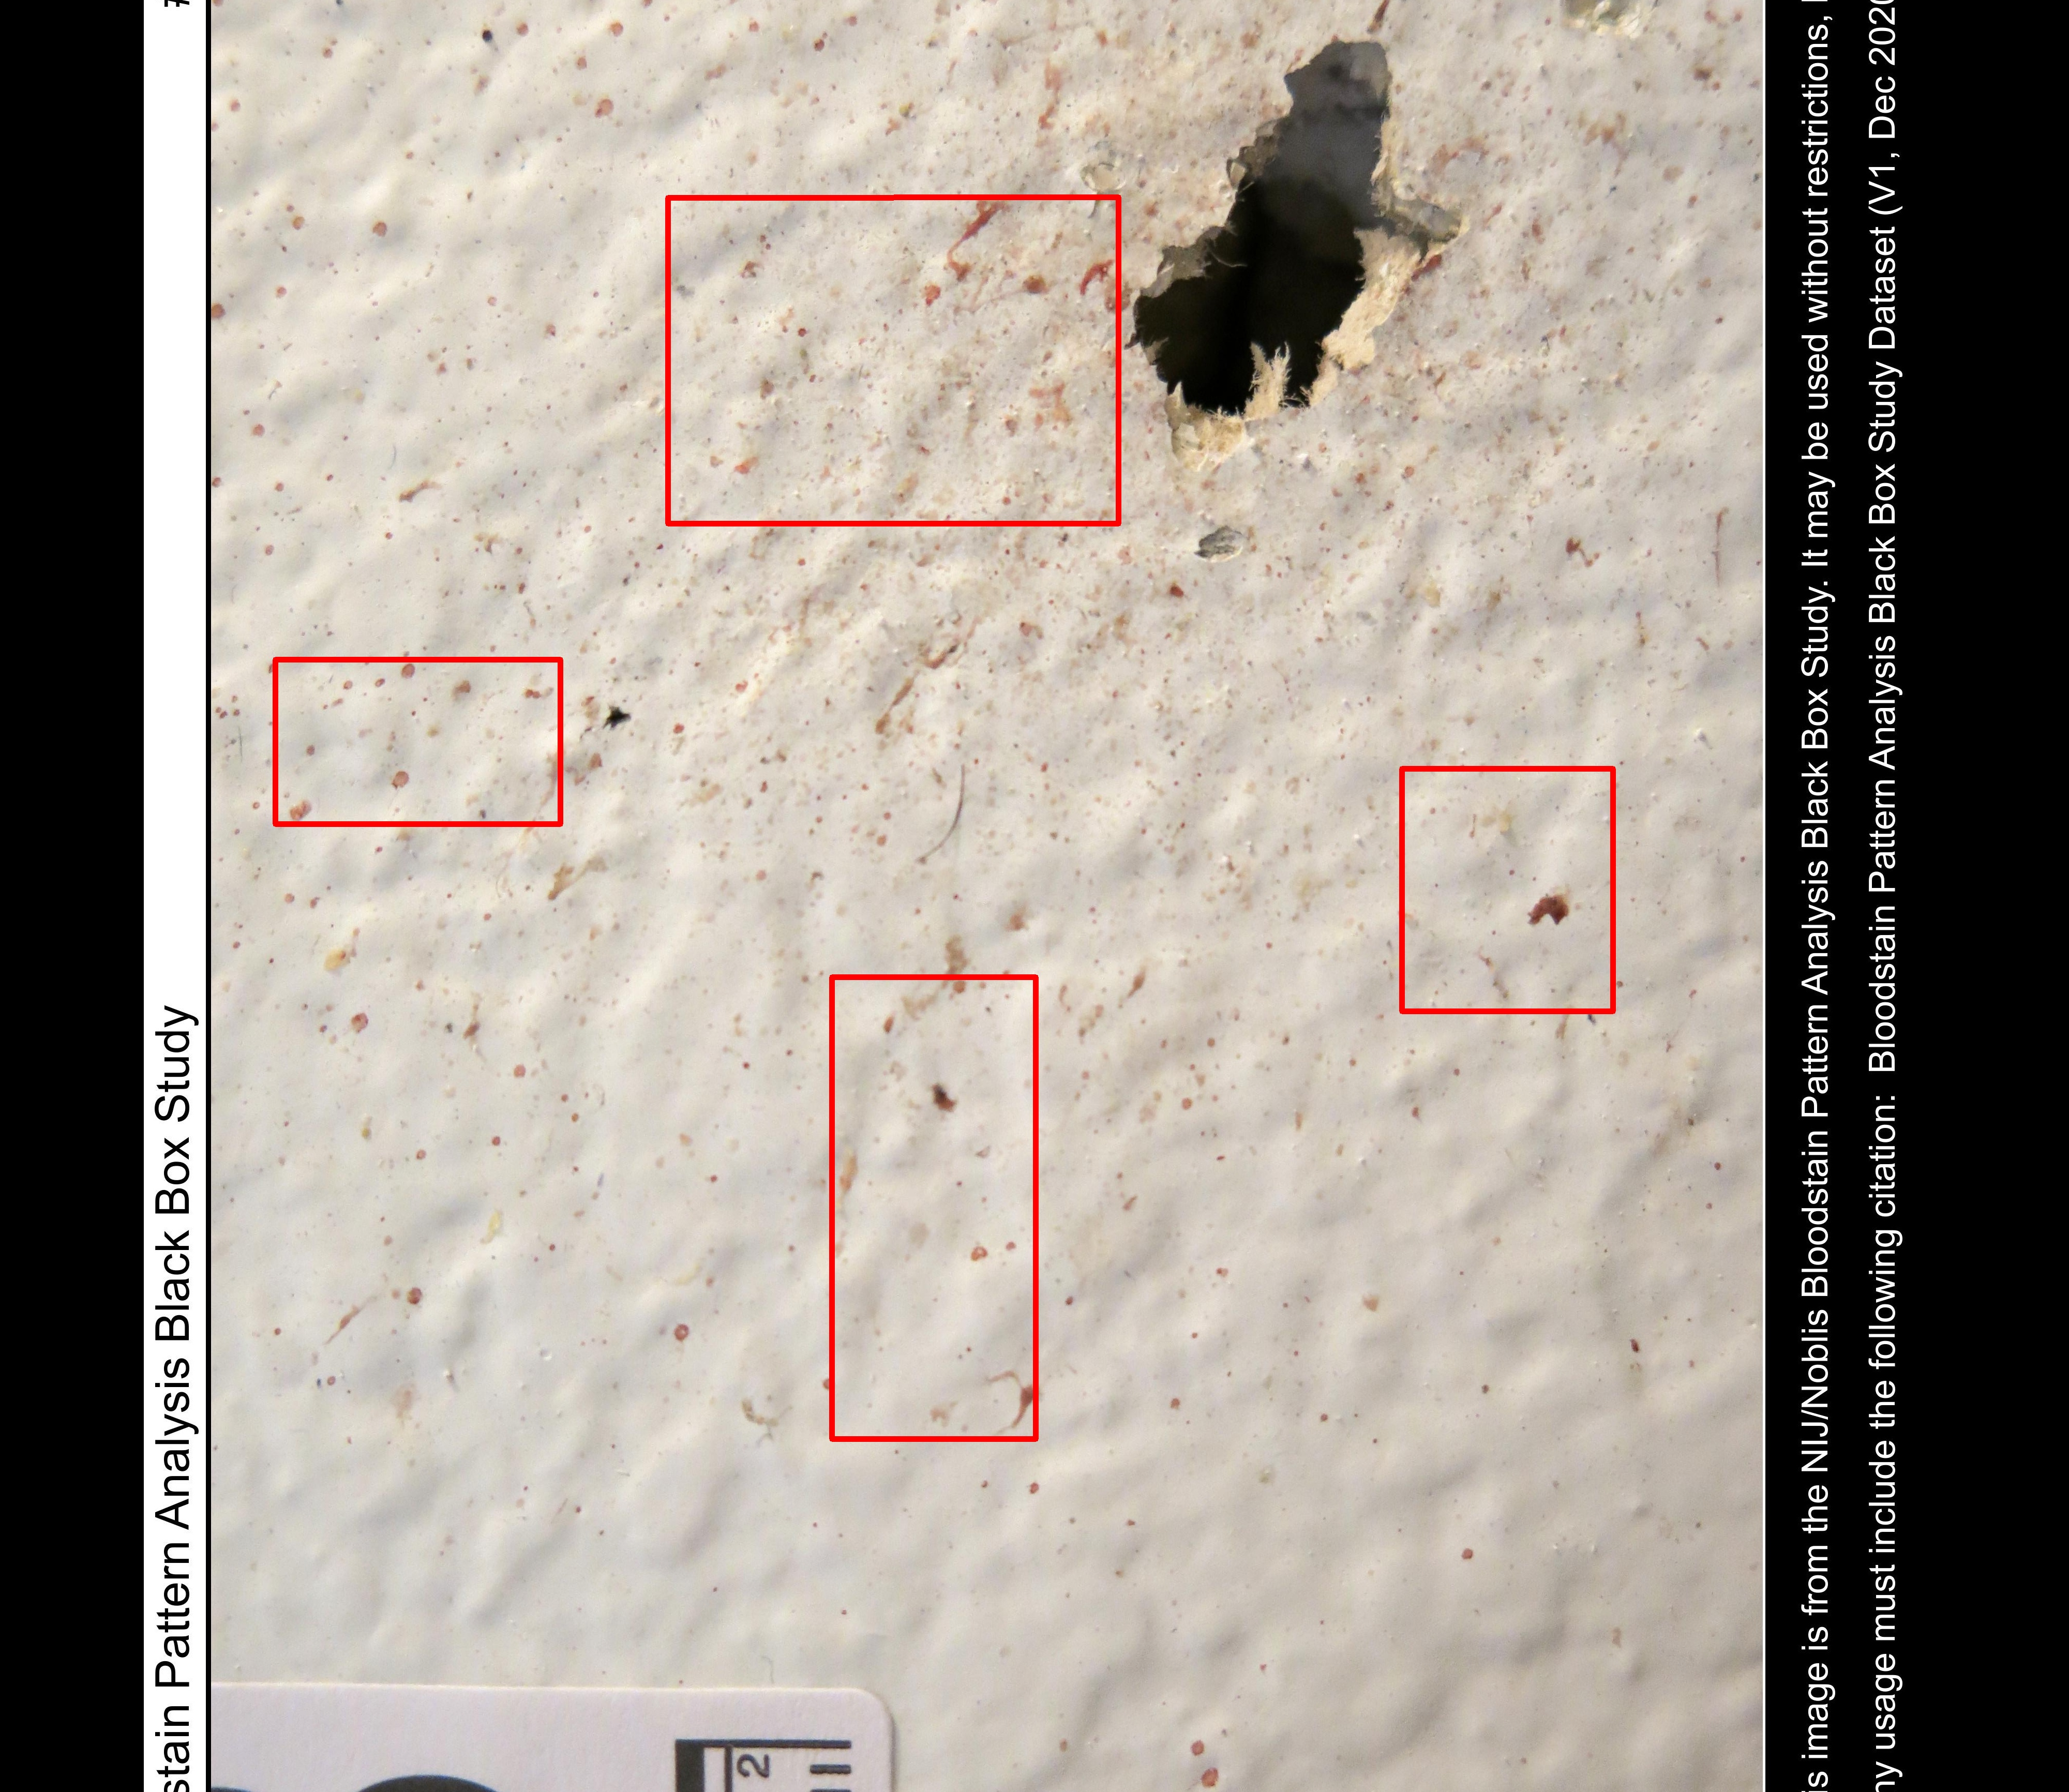 stain Pattern Analysis Black Box Study #
2
is image is from the NIJ/Noblis Bloodstain Pattern Analysis Black Box Study. It may be used without restrictions,
ny usage must include the following citation: Bloodstain Pattern Analysis Black Box Study Dataset (V1, Dec 2020